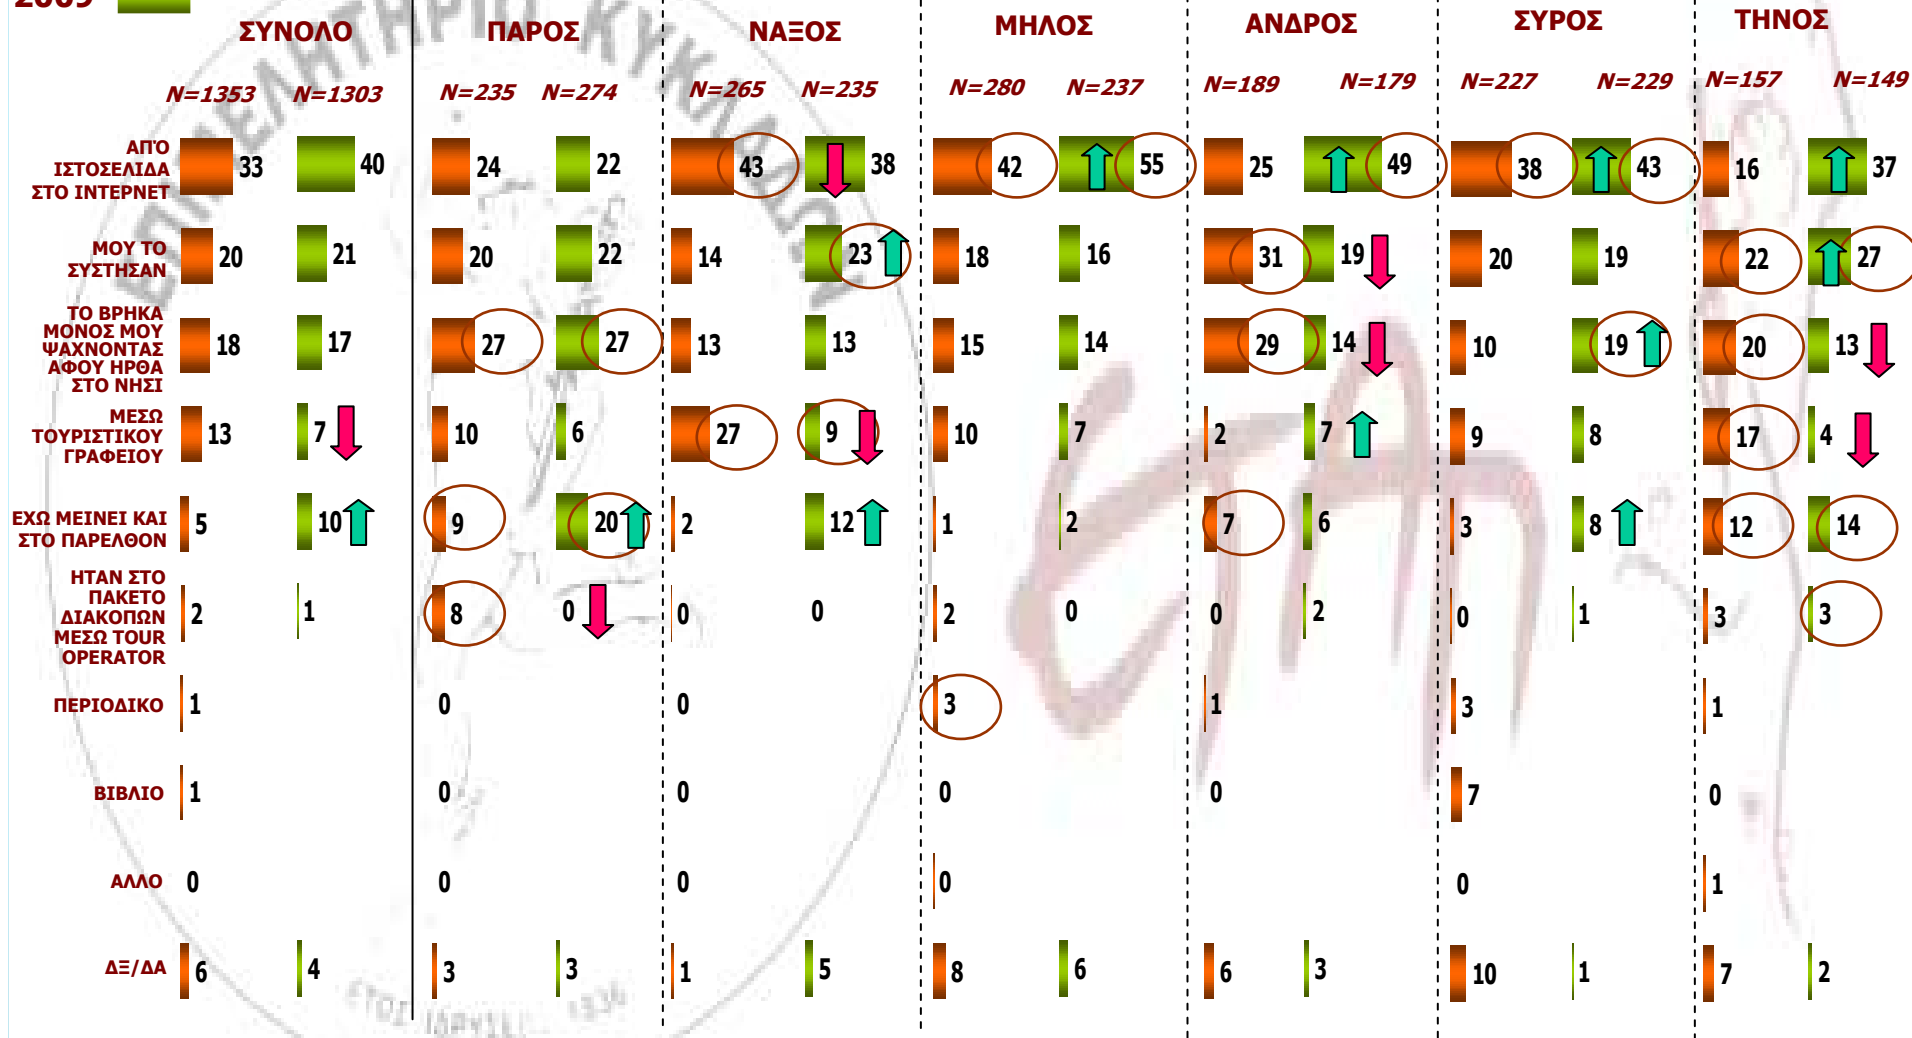 2009
ΣΥΝΟΛΟ ΠΑΡΟΣ ΝΑΞΟΣ ΜΗΛΟΣ ΑΝΔΡΟΣ ΣΥΡΟΣ ΤΗΝΟΣ
N=1353 N=1303 N=235 N=274 N=265 N=235 N=280 N=237 N=189 N=179 N=227 N=229 N=157 N=149
ΑΠΌ
ΙΣΤΟΣΕΛΙΔΑ
ΣΤΟ ΙΝΤΕRΝΕΤ
33 40 24 22 43 38 42 55 25 49 38 43 16 37
ΜΟΥ ΤΟ
ΣΥΣΤΗΣΑΝ
20 21 20 22 14 23 18 16 31 19 20 19 22 27
ΤΟ ΒΡΗΚΑ
ΜΟΝΟΣ ΜΟΥ
ΨΑΧΝΟΝΤΑΣ
ΑΦΟΥ ΗΡΘΑ
ΣΤΟ ΝΗΣΙ
18 17 27 27 13 13 15 14 29 14 10 19 20 13
ΜΕΣΩ
ΤΟΥΡΙΣΤΙΚΟΥ
ΓΡΑΦΕΙΟΥ
13 7 10 6 27 9 10 7 2 7 9 8 17 4
ΕΧΩ ΜΕΙΝΕΙ ΚΑΙ
ΣΤΟ ΠΑΡΕΛΘΟΝ
5 10 9 20 2 12 1 2 7 6 3 8 12 14
ΗΤΑΝ ΣΤΟ
ΠΑΚΕΤΟ
ΔΙΑΚΟΠΩΝ
ΜΕΣΩ TOUR
OPERATOR
2 1 8 0 0 0 2 0 0 2 0 1 3 3
ΠΕΡΙΟΔΙΚΟ 1 0 0 3 1 3 1
ΒΙΒΛΙΟ 1 0 0 0 0 7 0
ΑΛΛΟ 0 0 0 0 0 1
ΔΞ/ΔΑ 6 4 3 3 1 5 8 6 6 3 10 1 7 2
ΕΠΙΜΕΛΗΤΗΡΙΟ ΚΥΚΛΑΔΩΝ